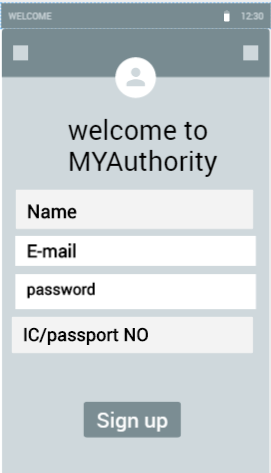 WELCOME 12:30
welcome to
MYAuthority
Name
E-mail
password
IC/passport NO
Sign up